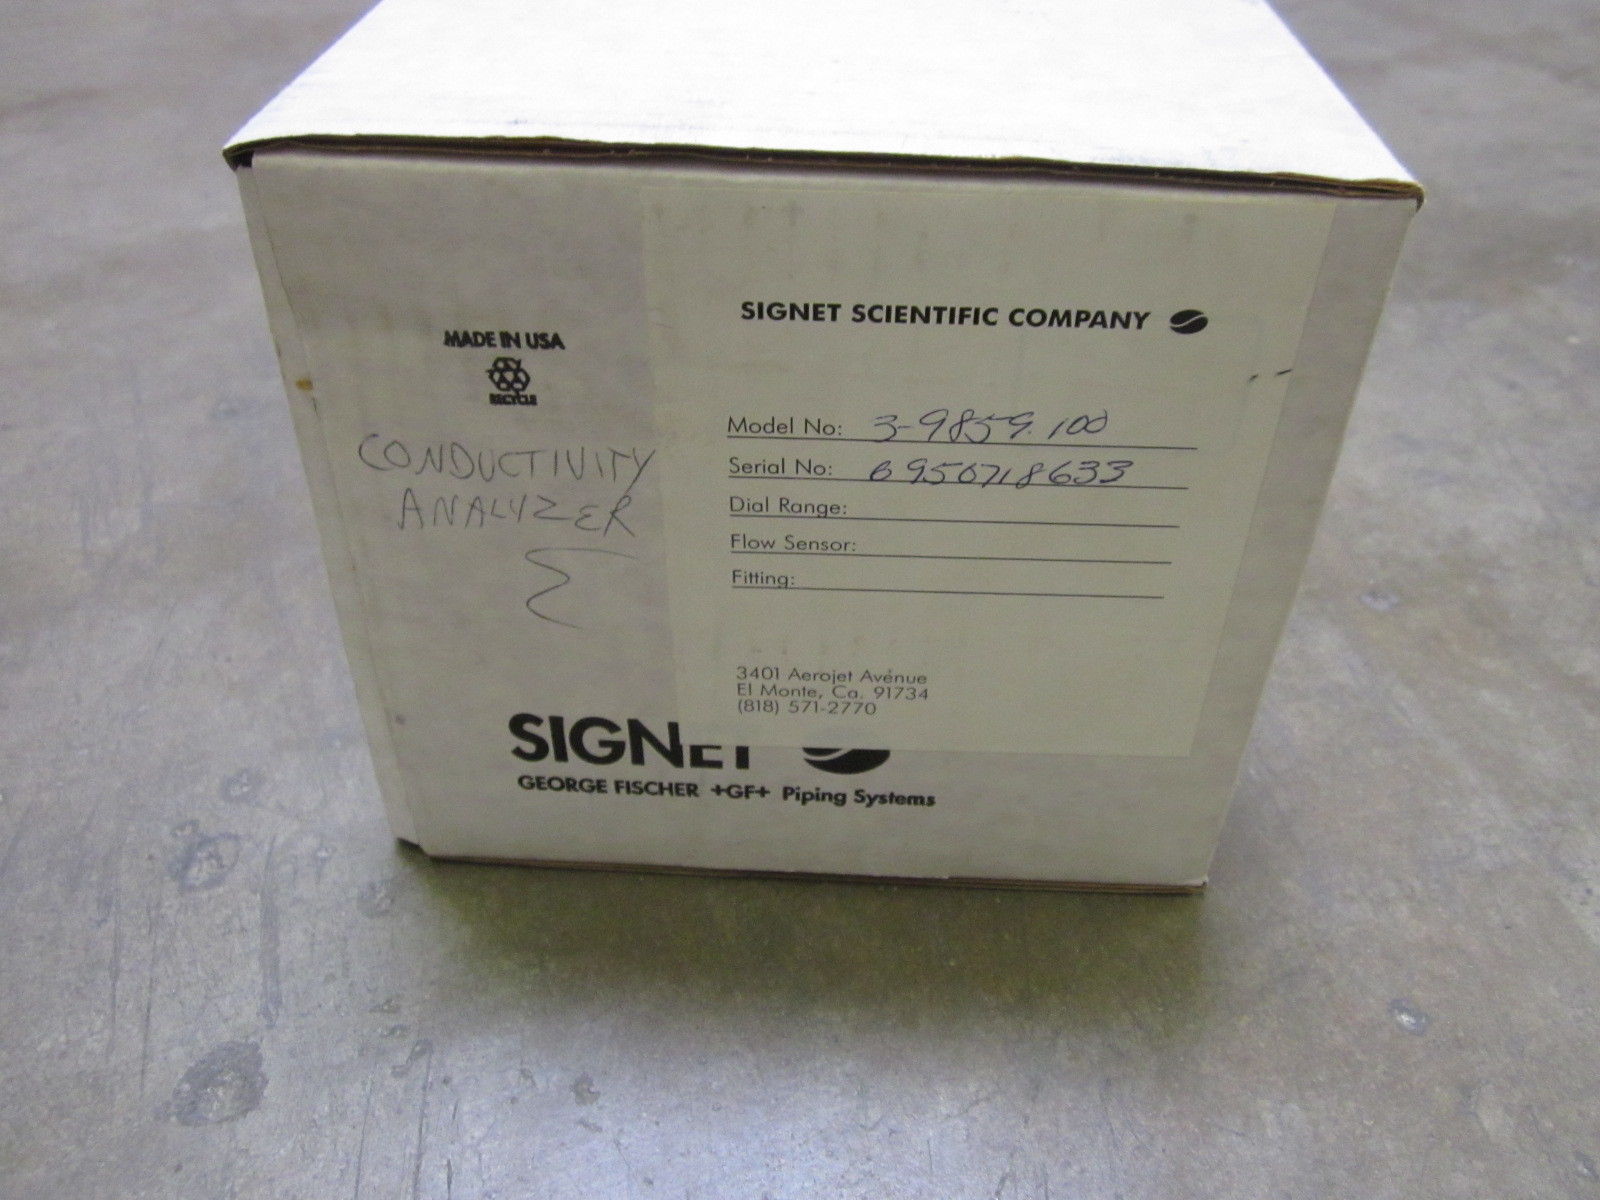 MADE IN USA
RECYCLE
CONDUCTIVITY
ANALYZER
SIGNET SCIENTIFIC COMPANY
Model No: 3-9859.100
Serial No: 6950718633
Dial Range:
Flow Sensor:
Fitting:
3401 Aerojet Avenue
El Monte, Ca. 91734
(818) 571-2770
SIGNET
GEORGE FISCHER +GF+ Piping Systems